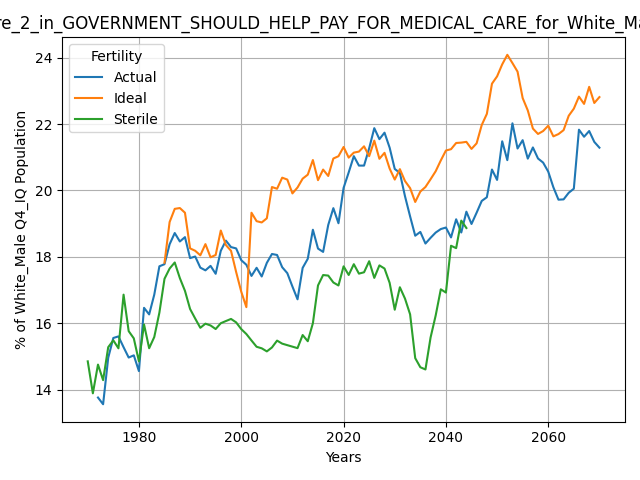 re_2_in_GOVERNMENT_SHOULD_HELP_PAY_FOR_MEDICAL_CARE_for_White_Ma
Fertility
Actual
Ideal
Sterile
% of White_Male Q4_IQ Population
24
22
20
18
16
14
1980
2000
2020
2040
2060
Years